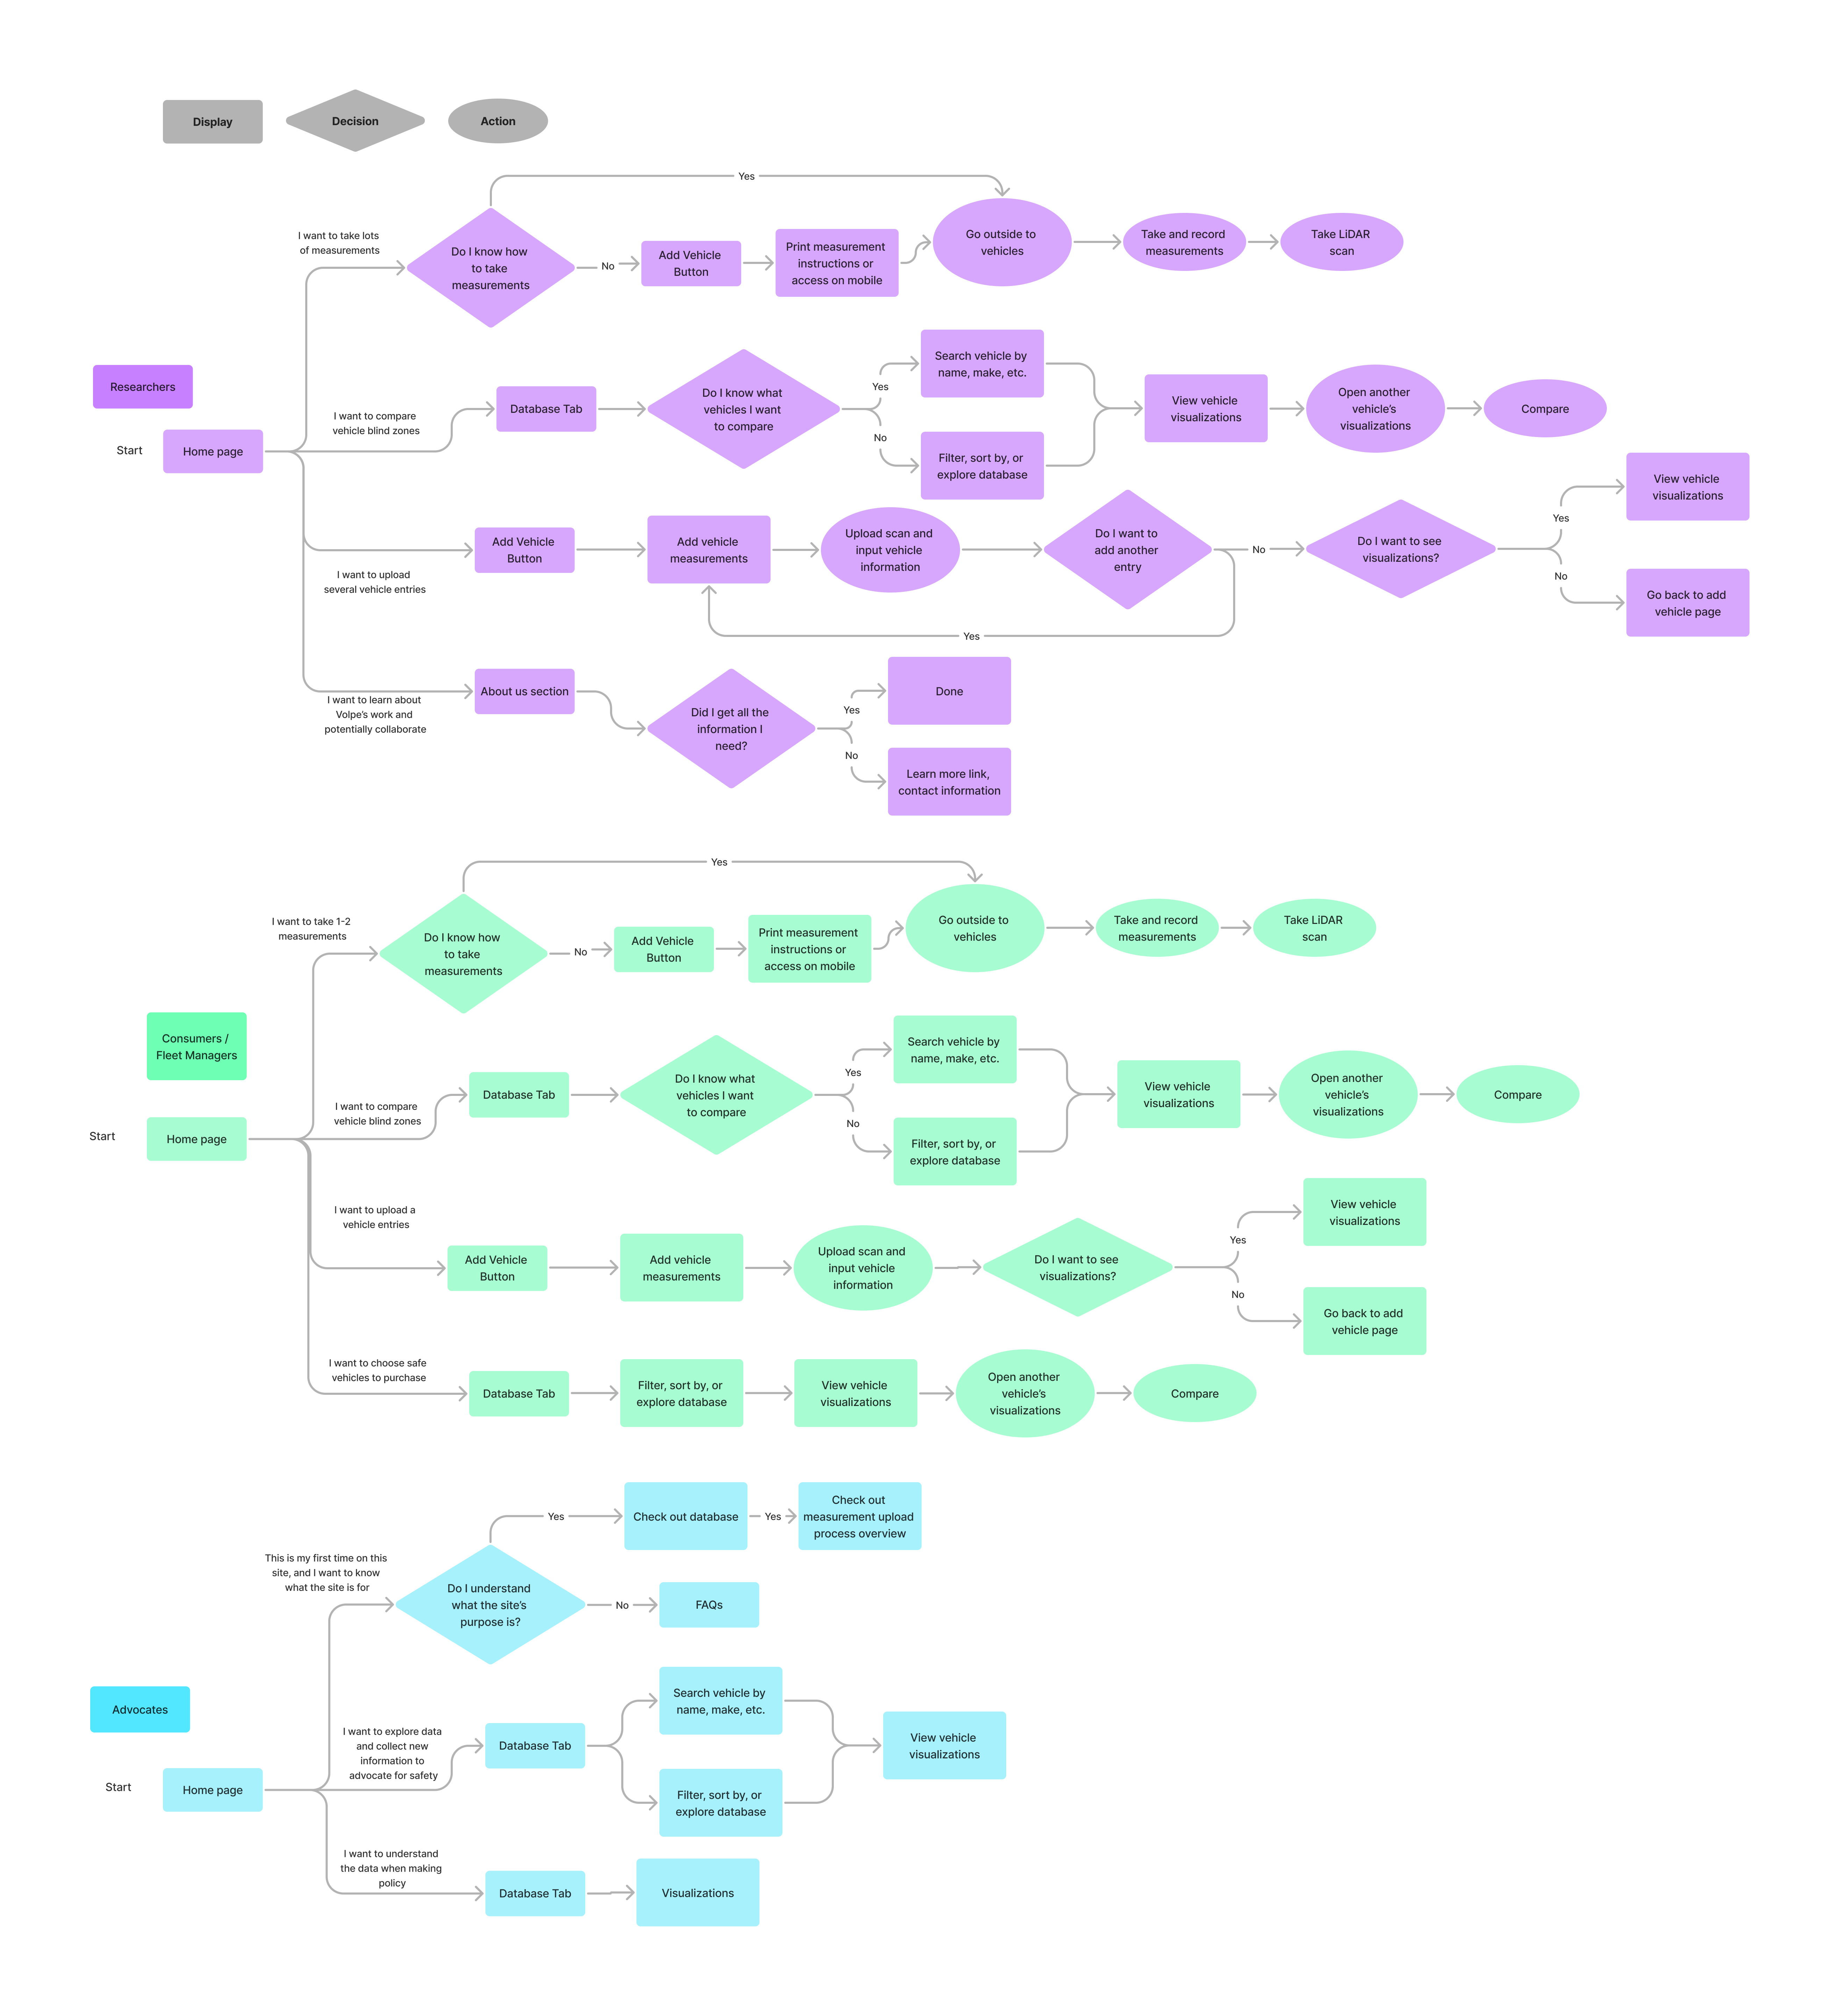 Display
Decision
Action
Yes
I want to take lots
of measurements
Do I know how
to take
measurements
No
Add Vehicle
Button
Print measurement
instructions or
access on mobile
Go outside to
vehicles
Take and record
measurements
Take LiDAR
scan
Researchers
Start
Home page
I want to compare
vehicle blind zones
Database Tab
Do I know what
vehicles I want
to compare
Yes
No
Search vehicle by
name, make, etc.
Filter, sort by, or
explore database
View vehicle
visualizations
Open another
vehicle's
visualizations
Compare
I want to upload
several vehicle entries
Add Vehicle
Button
Add vehicle
measurements
Upload scan and
input vehicle
information
Do I want to
add another
entry
Yes
No
Do I want to see
visualizations?
Yes
No
View vehicle
visualizations
Go back to add
vehicle page
I want to learn about
Volpe's work and
potentially collaborate
About us section
Did I get all the
information I
need?
Yes
No
Done
Learn more link,
contact information
Yes
I want to take 1-2
measurements
Do I know how
to take
measurements
No
Add Vehicle
Button
Print measurement
instructions or
access on mobile
Go outside to
vehicles
Take and record
measurements
Take LiDAR
scan
Consumers /
Fleet Managers
Start
Home page
I want to compare
vehicle blind zones
Database Tab
Do I know what
vehicles I want
to compare
Yes
No
Search vehicle by
name, make, etc.
Filter, sort by, or
explore database
View vehicle
visualizations
Open another
vehicle's
visualizations
Compare
I want to upload a
vehicle entries
Add Vehicle
Button
Add vehicle
measurements
Upload scan and
input vehicle
information
Do I want to see
visualizations?
Yes
No
View vehicle
visualizations
Go back to add
vehicle page
I want to choose safe
vehicles to purchase
Database Tab
Filter, sort by, or
explore database
View vehicle
visualizations
Open another
vehicle's
visualizations
Compare
This is my first time on this
site, and I want to know
what the site is for
Do I understand
what the site's
purpose is?
Yes
Check out database
Yes
Check out
measurement upload
process overview
No
FAQs
Advocates
Start
Home page
I want to explore data
and collect new
information to
advocate for safety
Database Tab
Search vehicle by
name, make, etc.
Filter, sort by, or
explore database
View vehicle
visualizations
I want to understand
the data when making
policy
Database Tab
Visualizations